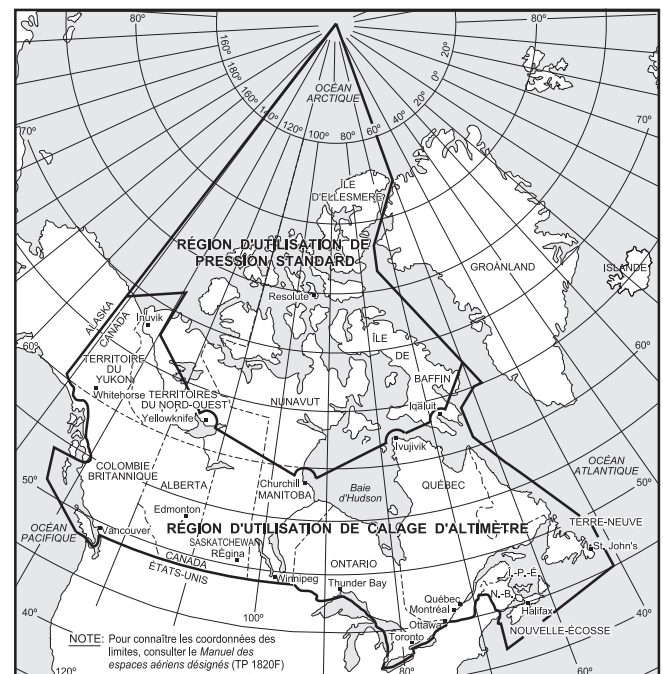 80°
80°
160°
180°
160°
140°
120°
100°
80°
60°
40°
20°
0°
20°
OCÉAN
ARCTIQUE
70°
70°
ÎLE
D'ELLESMERE
RÉGION D'UTILISATION DE
PRESSION STANDARD
GROÀNLAND
ISLANDE
Resolute
ALASKA
CANADA
Inuvik
60°
60°
TERRITOIRE
DU
YUKON
Whitehorse
TERRITOIRES
DU NORD-OUEST
Yellowknife
NUNAVUT
ÎLE
DE
BAFFIN
Iqaluit
Ivujivik
50°
50°
COLOMBIE
BRITANNIQUE
ALBERTA
Churchill
MANITOBA
Baie
d'Hudson
QUÉBEC
OCÉAN
ATLANTIQUE
Edmonton
RÉGION D'UTILISATION DE CALAGE D'ALTIMÈTRE
TERRE-NEUVE
OCÉAN
PACIFIQUE
Vancouver
SASKATCHEWAN
RÈgina
CANADA
ÉTATS-UNIS
Winnipeg
ONTARIO
Thunder Bay
St. John's
Î.-P.-É.
N.-B.
Québec
Montréal
Ottawa
Toronto
Halifax
NOUVELLE-ÉCOSSE
40°
40°
100°
NOTE: Pour connaître les coordonnées des
limites, consulter le Manuel des
espaces aériens désignés (TP 1820F)
120°
60°